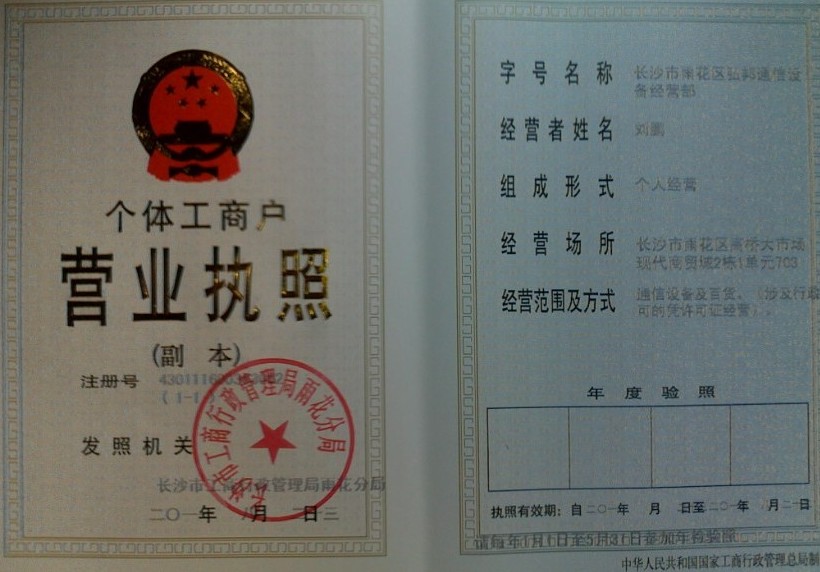 个体工商户
营业执照
(副 本)
注册号
(1-1)
发照机关
长沙市工商行政管理局雨花分局
二〇一 年 月 二 日
字号名称 长沙市雨花区弘邦通信设
备经营部
经营者姓名 刘鹏
组成形式 个人经营
经营场所 长沙市雨花区高桥大市场
现代商贸城2栋1单元703
经营范围及方式 通信设备及百货。(涉及行政
可的凭许可证经营)。
年度验照
执照有效期: 自二〇一 年 月 日至二〇一 年 月二 日
请每年1月1日至5月31日参加年检验照
中华人民共和国国家工商行政管理总局制